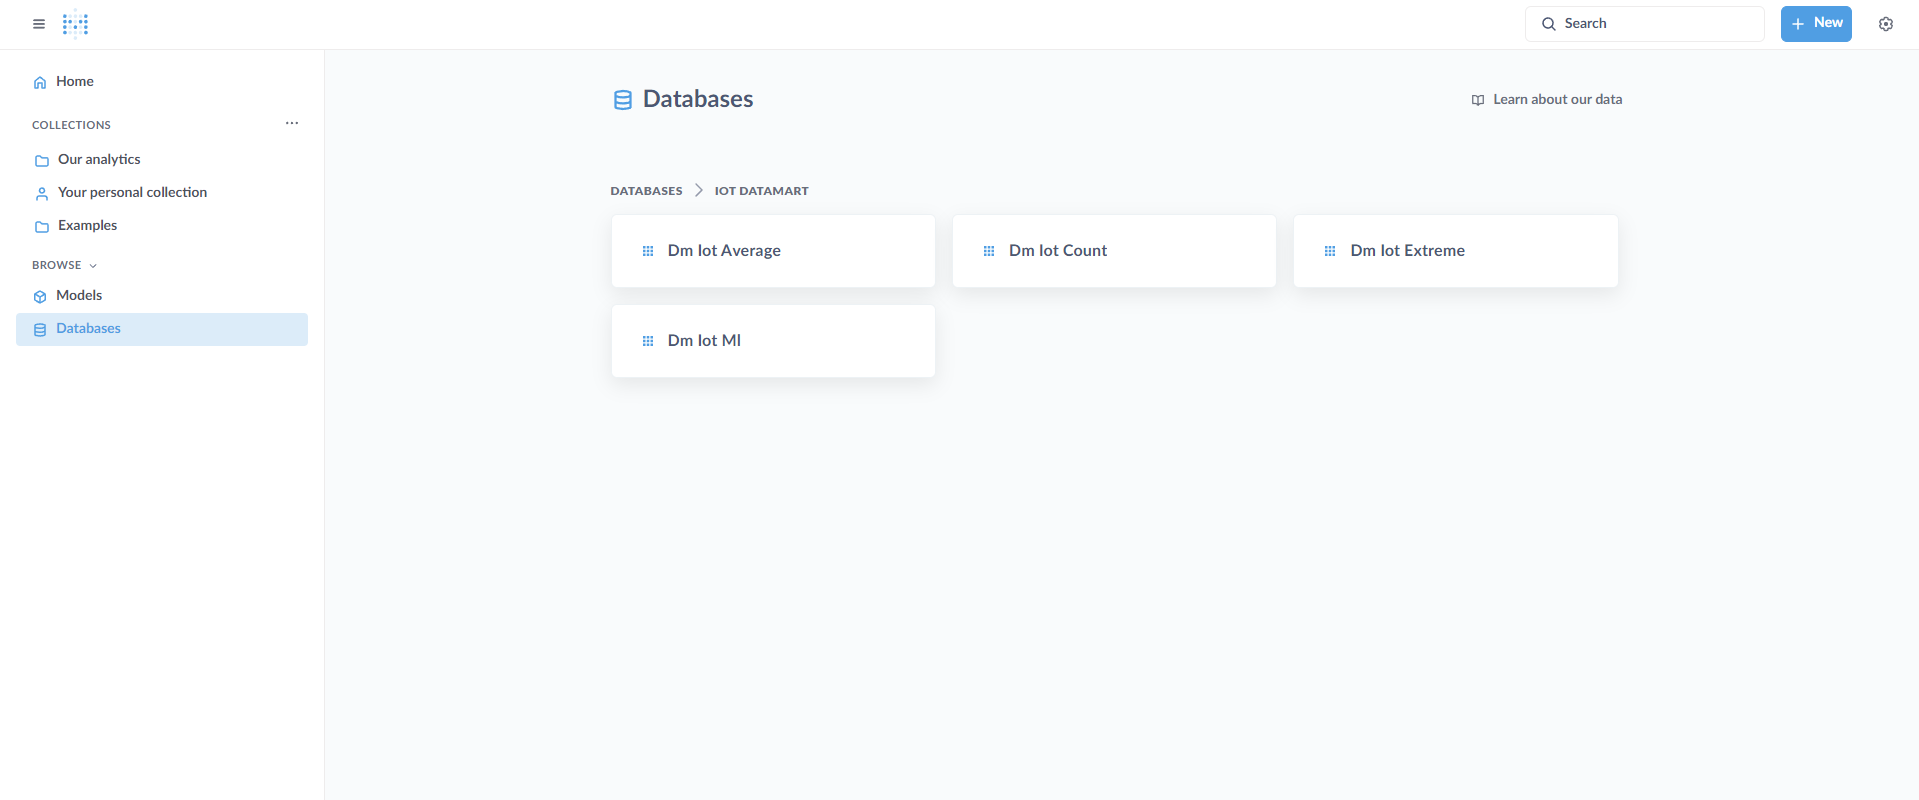 Search
New
Home
COLLECTIONS
Our analytics
Your personal collection
Examples
BROWSE
Models
Databases
Databases
Learn about our data
DATABASES > IOT DATAMART
Dm Iot Average
Dm Iot Count
Dm Iot Extreme
Dm Iot Ml